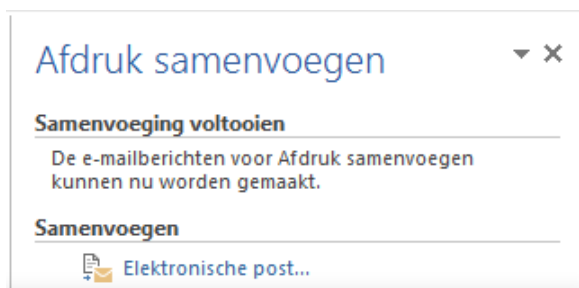 Afdruk samenvoegen
Samenvoeging voltooien
De e-mailberichten voor Afdruk samenvoegen
kunnen nu worden gemaakt.
Samenvoegen
Elektronische post...